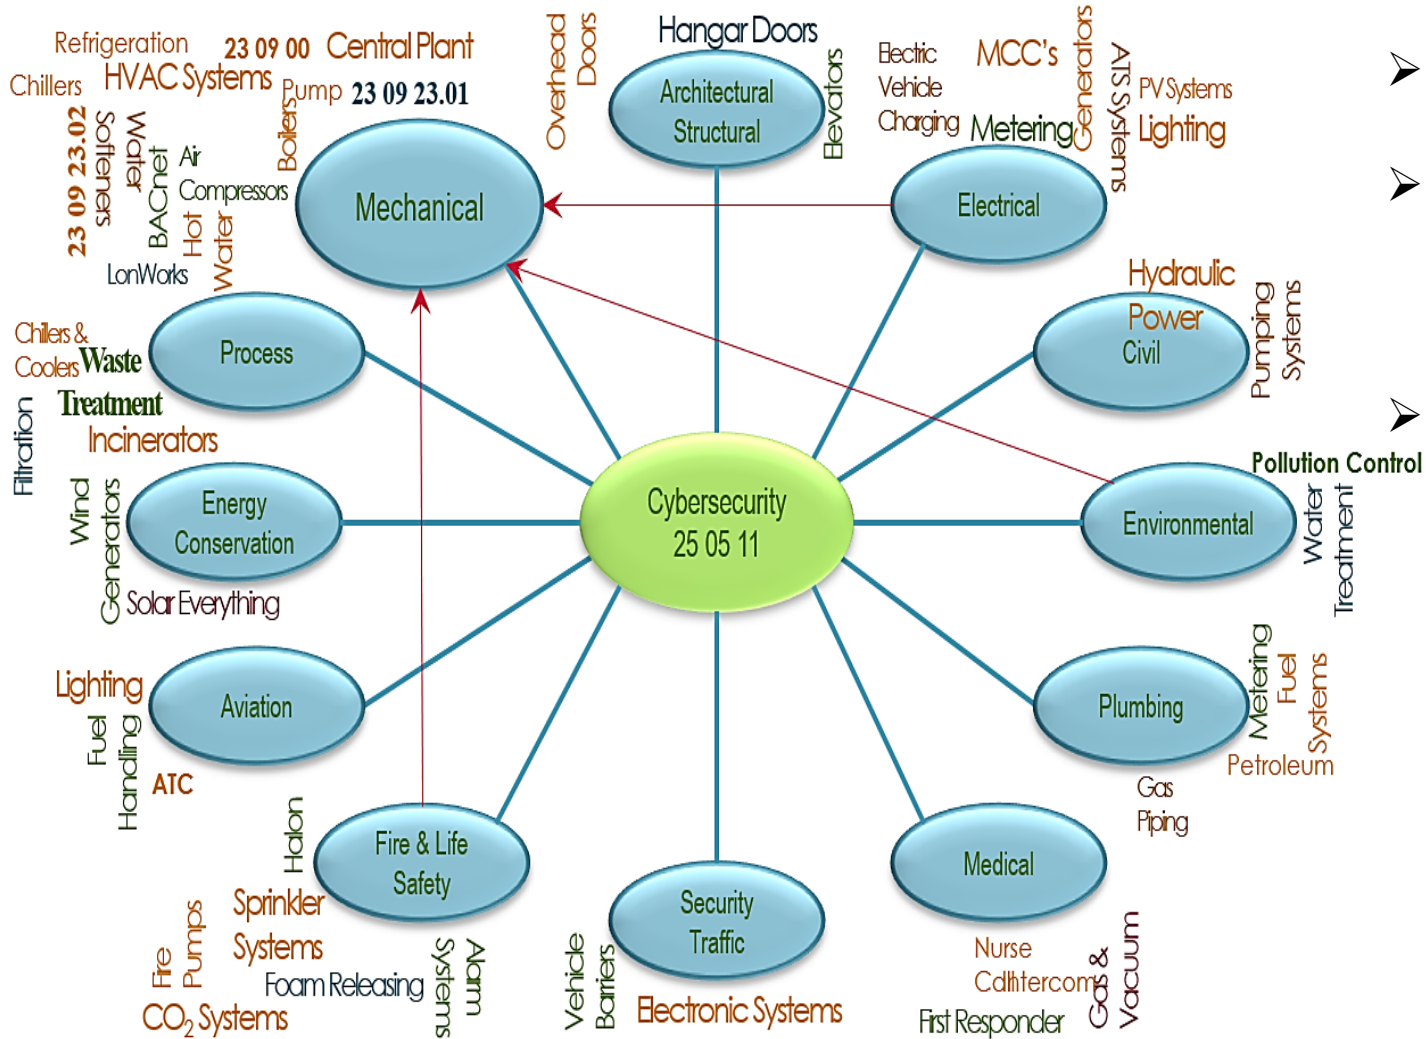 Refrigeration
23 09 00
Central Plant
Chillers
HVAC Systems
Pump
23 09 23.01
Boilers
23 09 23.02
Water
Softeners
BACnet
Air
Compressors
Hot
Water
LonWorks
Mechanical
Overhead
Doors
Hangar Doors
Elevators
Architectural
Structural
Electric
Vehicle
Charging
MCC's
Metering
Generators
ATS Systems
PV Systems
Lighting
Electrical
Hydraulic
Power
Civil
Pumping
Systems
Chillers &
Coolers
Waste
Treatment
Incinerators
Filtration
Process
Wind
Generators
Solar Everything
Energy
Conservation
Cybersecurity
25 05 11
Pollution Control
Water
Treatment
Environmental
Lighting
Fuel
Handling
ATC
Aviation
Metering
Fuel
Systems
Petroleum
Gas
Piping
Plumbing
Halon
Fire & Life
Safety
Sprinkler
Systems
Fire
Pumps
Foam Releasing
CO₂ Systems
Alarm
Systems
Security
Traffic
Vehicle
Barriers
Electronic Systems
Medical
Nurse
Call
Intercom
Gas &
Vacuum
First Responder